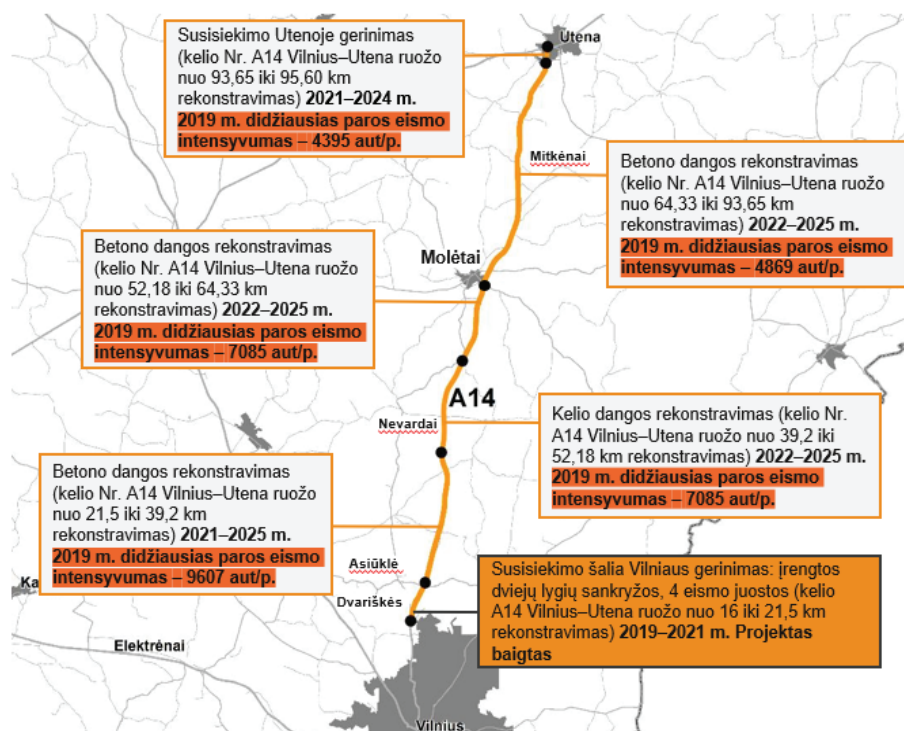 Susisiekimo Utenoje gerinimas
(kelio Nr. A14 Vilnius–Utena ruožo
nuo 93,65 iki 95,60 km
rekonstravimas) 2021–2024 m.
2019 m. didžiausias paros eismo
intensyvumas – 4395 aut/p.
Utena
Mitkėnai
Betono dangos rekonstravimas
(kelio Nr. A14 Vilnius–Utena ruožo
nuo 64,33 iki 93,65 km
rekonstravimas) 2022–2025 m.
2019 m. didžiausias paros eismo
intensyvumas – 4869 aut/p.
Betono dangos rekonstravimas
(kelio Nr. A14 Vilnius–Utena ruožo
nuo 52,18 iki 64,33 km
rekonstravimas) 2022–2025 m.
2019 m. didžiausias paros eismo
intensyvumas – 7085 aut/p.
Molėtai
A14
Nevardai
Kelio dangos rekonstravimas (kelio Nr.
A14 Vilnius–Utena ruožo nuo 39,2 iki
52,18 km rekonstravimas) 2022–2025 m.
2019 m. didžiausias paros eismo
intensyvumas – 7085 aut/p.
Betono dangos rekonstravimas
(kelio Nr. A14 Vilnius–Utena ruožo
nuo 21,5 iki 39,2 km
rekonstravimas) 2021–2025 m.
2019 m. didžiausias paros eismo
intensyvumas – 9607 aut/p.
Asiūklė
Dvariškės
Susisiekimo šalia Vilniaus gerinimas: įrengtos
dviejų lygių sankryžos, 4 eismo juostos (kelio
A14 Vilnius–Utena ruožo nuo 16 iki 21,5 km
rekonstravimas) 2019–2021 m. Projektas
baigtas
Ka
Elektrėnai
Vilnius